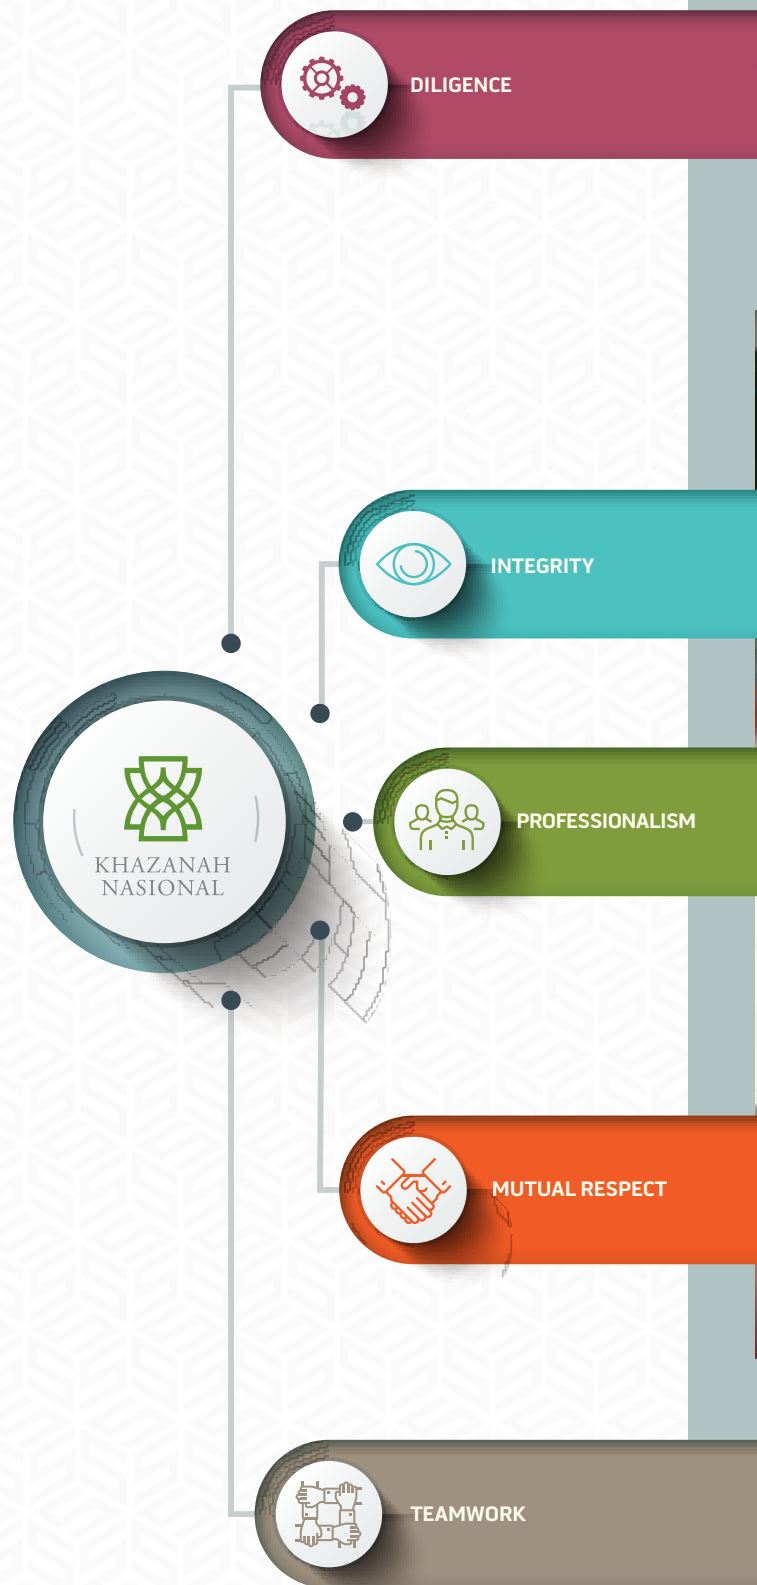 DILIGENCE
INTEGRITY
KHAZANAH
NASIONAL
PROFESSIONALISM
MUTUAL RESPECT
TEAMWORK